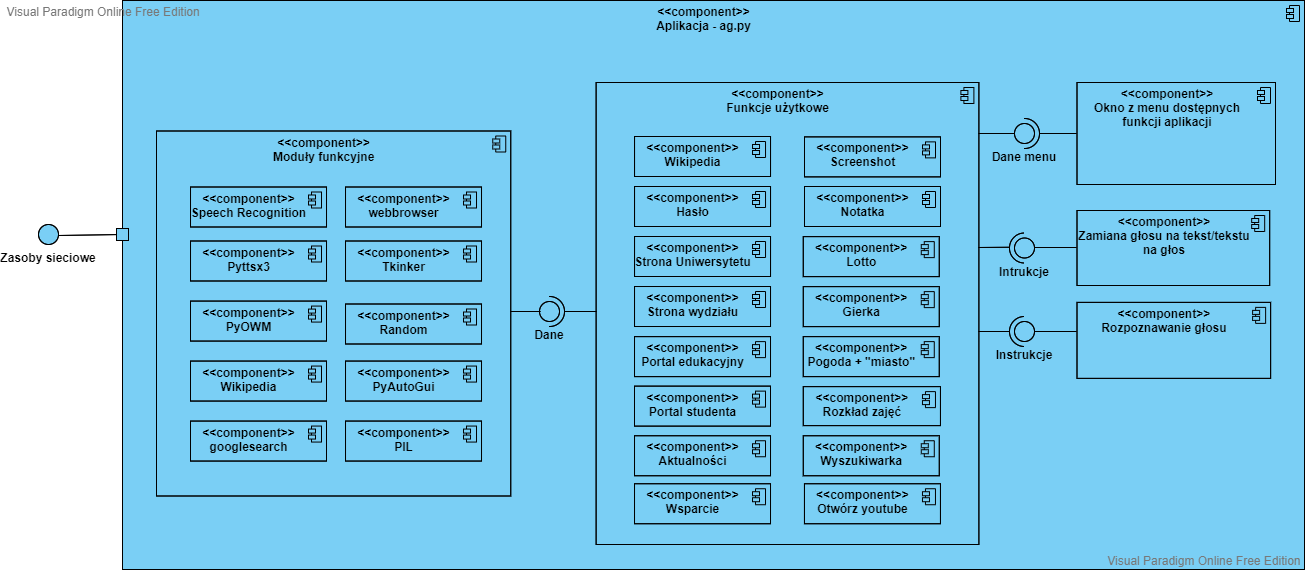 Visual Paradigm Online Free Edition
<<component>>
Aplikacja - ag.py
Zasoby sieciowe
<<component>>
Moduły funkcyjne
<<component>>
Speech Recognition
<<component>>
webbrowser
<<component>>
Pyttsx3
<<component>>
Tkinker
<<component>>
PyOWM
<<component>>
Random
<<component>>
Wikipedia
<<component>>
PyAutoGui
<<component>>
googlesearch
<<component>>
PIL
Dane
<<component>>
Funkcje użytkowe
<<component>>
Wikipedia
<<component>>
Screenshot
<<component>>
Hasło
<<component>>
Notatka
<<component>>
Strona Uniwersytetu
<<component>>
Lotto
<<component>>
Strona wydziału
<<component>>
Gierka
<<component>>
Portal edukacyjny
<<component>>
Pogoda + "miasto"
<<component>>
Portal studenta
<<component>>
Rozkład zajęć
<<component>>
Aktualności
<<component>>
Wyszukiwarka
<<component>>
Wsparcie
<<component>>
Otwórz youtube
Dane menu
<<component>>
Okno z menu dostępnych
funkcji aplikacji
Intrukcje
<<component>>
Zamiana głosu na tekst/tekstu
na głos
Instrukcje
<<component>>
Rozpoznawanie głosu
Visual Paradigm Online Free Edition